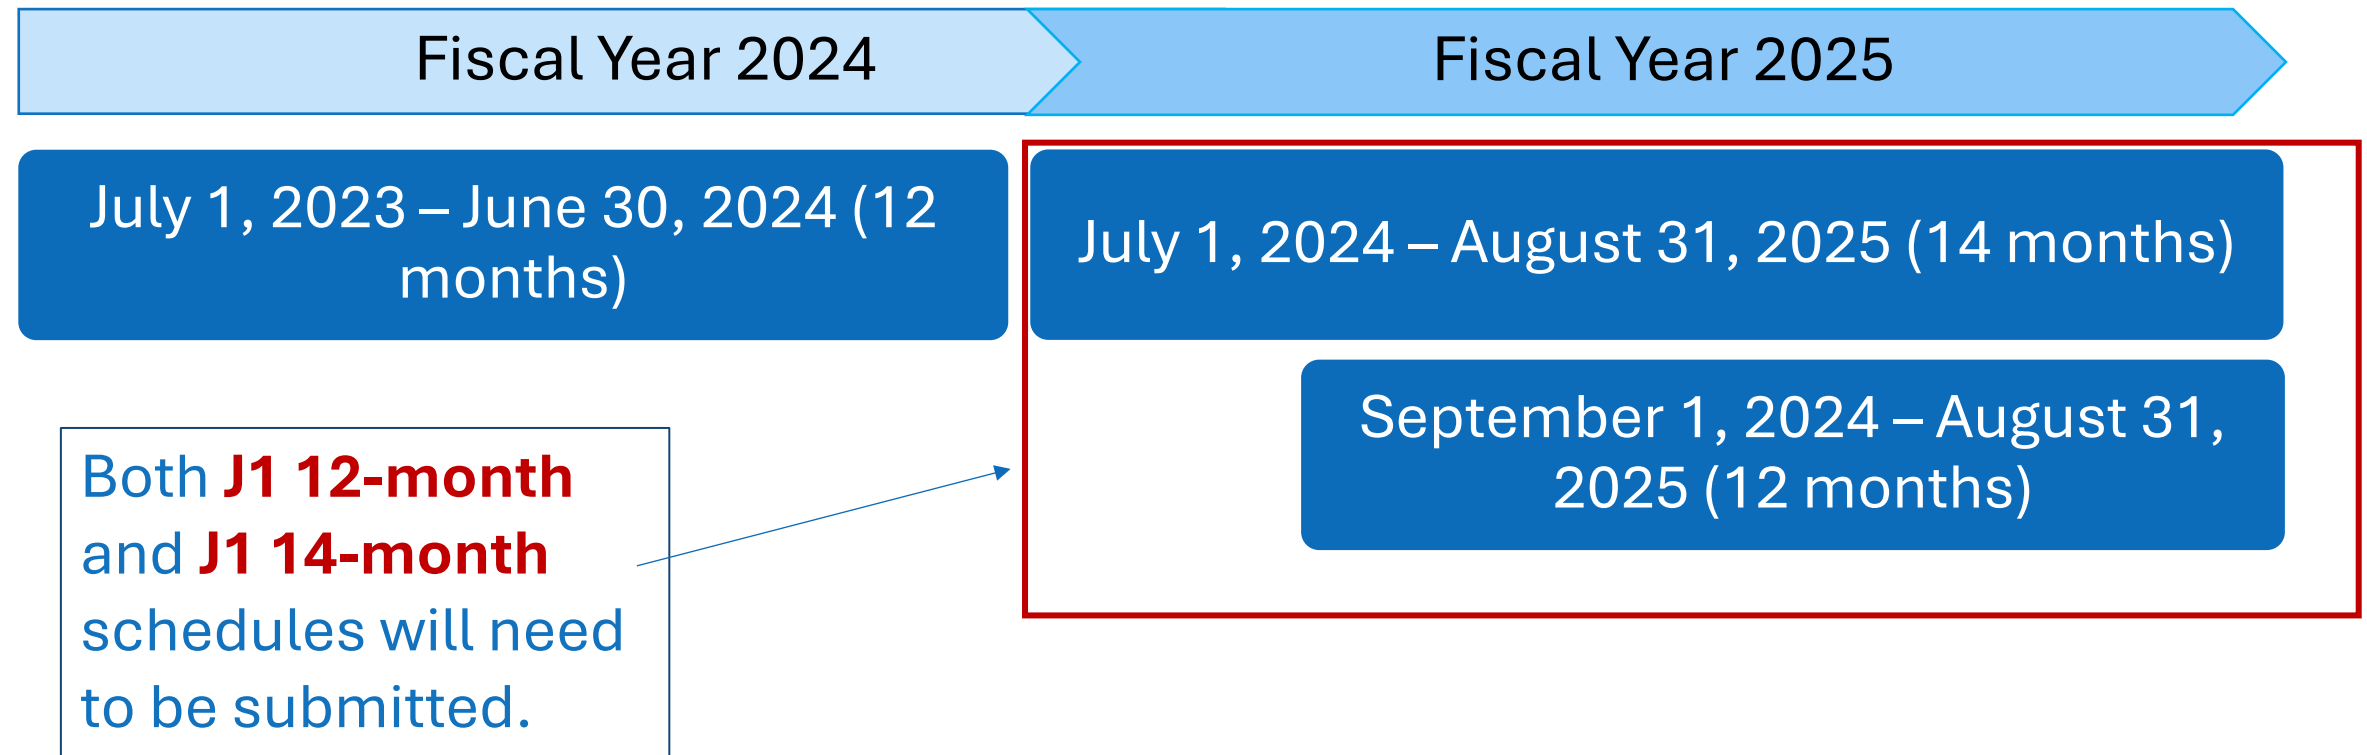 Fiscal Year 2024
Fiscal Year 2025
July 1, 2023 – June 30, 2024 (12
months)
July 1, 2024 – August 31, 2025 (14 months)
September 1, 2024 – August 31,
2025 (12 months)
Both J1 12-month
and J1 14-month
schedules will need
to be submitted.